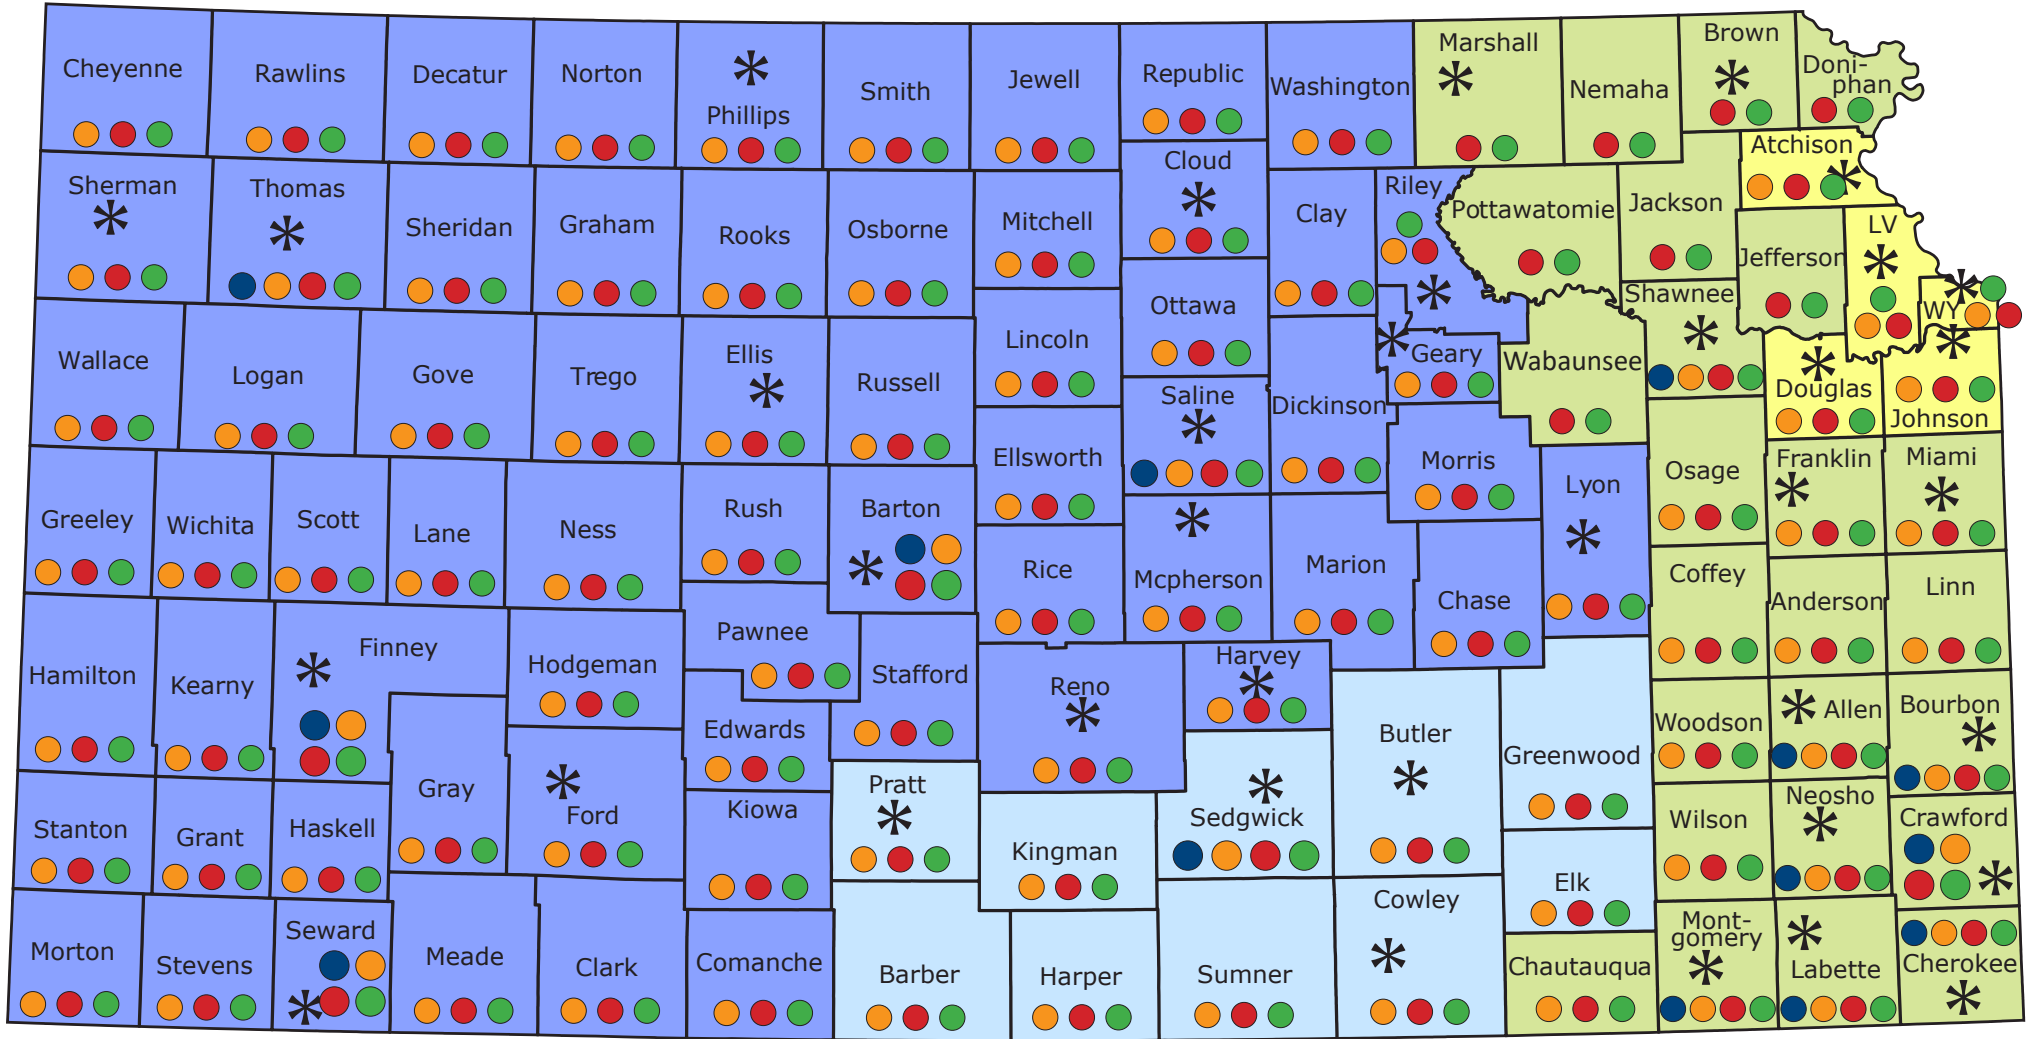 Cheyenne
Rawlins
Decatur
Norton
Phillips
Smith
Jewell
Republic
Washington
Marshall
Nemaha
Brown
Doni-
phan
Atchison
Sherman
Thomas
Sheridan
Graham
Rooks
Osborne
Mitchell
Cloud
Clay
Riley
Pottawatomie
Jackson
Jefferson
LV
WY
Wallace
Logan
Gove
Trego
Ellis
Russell
Lincoln
Ottawa
Saline
Dickinson
Geary
Wabaunsee
Shawnee
Douglas
Johnson
Greeley
Wichita
Scott
Lane
Ness
Rush
Barton
Ellsworth
Rice
Mcpherson
Marion
Morris
Chase
Lyon
Osage
Franklin
Miami
Coffey
Anderson
Linn
Hamilton
Kearny
Finney
Hodgeman
Pawnee
Edwards
Stafford
Reno
Harvey
Butler
Greenwood
Woodson
Allen
Bourbon
Stanton
Grant
Haskell
Gray
Ford
Kiowa
Pratt
Kingman
Sedgwick
Elk
Wilson
Neosho
Crawford
Morton
Stevens
Seward
Meade
Clark
Comanche
Barber
Harper
Sumner
Cowley
Chautauqua
Mont-
gomery
Labette
Cherokee